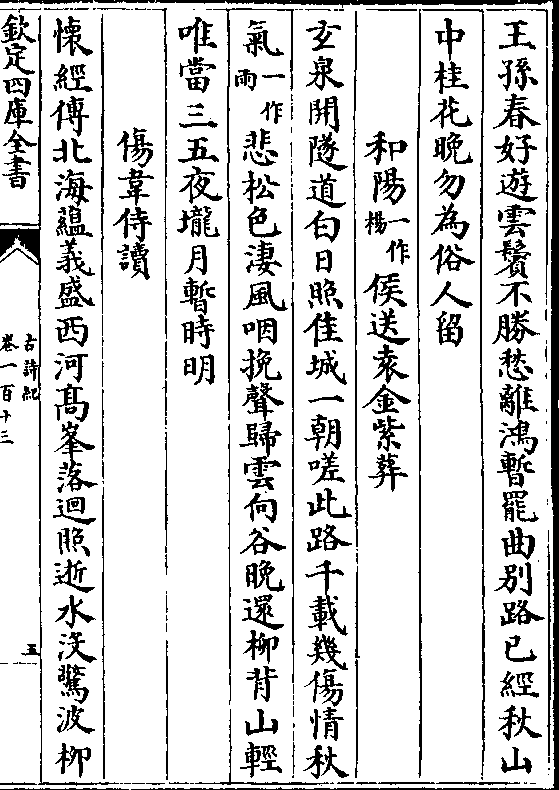 王孫春好遊雲鬢不勝愁離鴻暫罷曲别路已經秋山
中桂花晚勿為俗人留
和陽一作楊侯送袁金紫葬
玄泉開隧道白日照佳城一朝嗟此路千載幾傷情秋
氣一作雨悲松色淒風咽挽聲歸雲向谷晚還柳背山輕
唯當三五夜壠月暫時明
傷韋侍讀
懷經傳北海藴義盛西河髙峯落迴照逝水没驚波柳
欽定四庫全書
古詩紀
卷一百十三
五